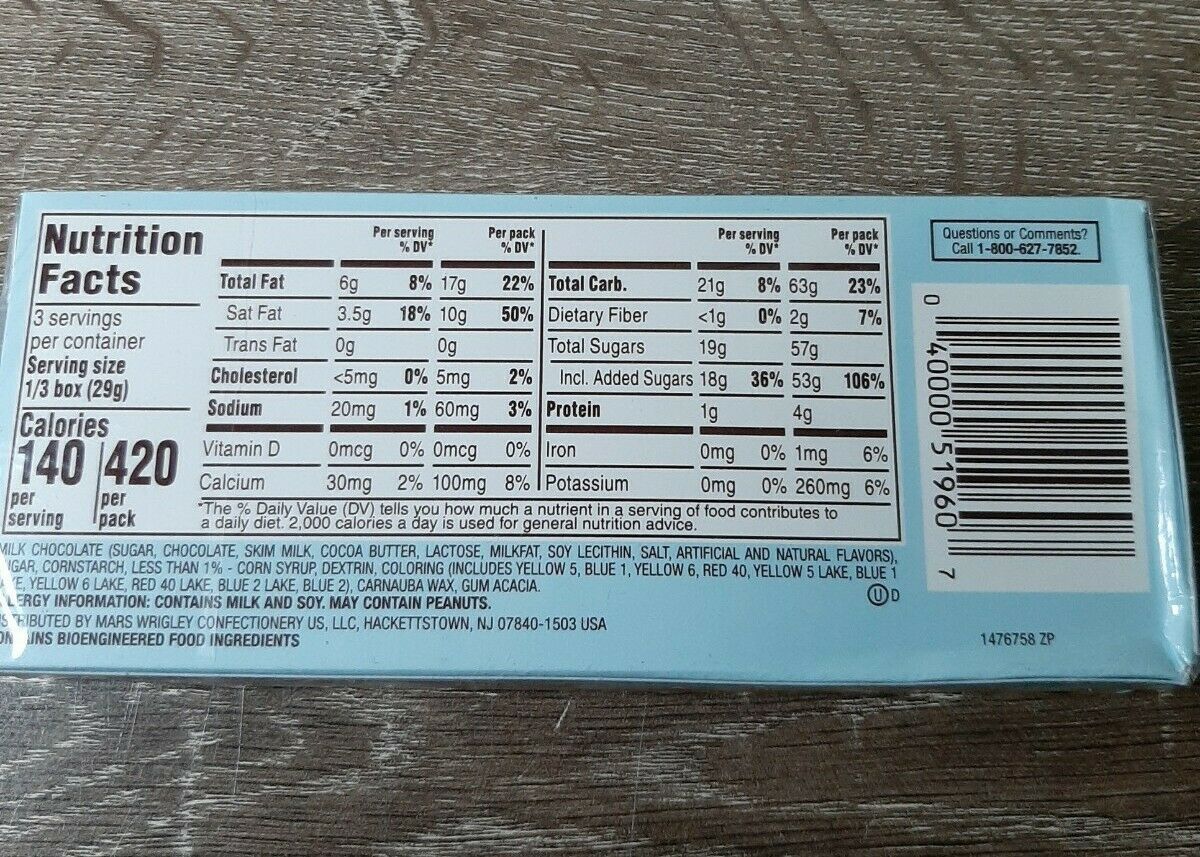 Nutrition
Facts
3 servings
per container
Serving size
1/3 box (29g)
Calories
140 420
per serving per pack
Per serving % DV* Per pack % DV*
Total Fat 6g 8% 17g 22%
Sat Fat 3.5g 18% 10g 50%
Trans Fat 0g 0g
Cholesterol <5mg 0% 5mg 2%
Sodium 20mg 1% 60mg 3%
Vitamin D 0mcg 0% 0mcg 0%
Calcium 30mg 2% 100mg 8%
Per serving % DV* Per pack % DV*
Total Carb. 21g 8% 63g 23%
Dietary Fiber <1g 0% 2g 7%
Total Sugars 19g 57g
Incl. Added Sugars 18g 36% 53g 106%
Protein 1g 4g
Iron 0mg 0% 1mg 6%
Potassium 0mg 0% 260mg 6%
*The % Daily Value (DV) tells you how much a nutrient in a serving of food contributes to
a daily diet. 2,000 calories a day is used for general nutrition advice.
MILK CHOCOLATE (SUGAR, CHOCOLATE, SKIM MILK, COCOA BUTTER, LACTOSE, MILKFAT, SOY LECITHIN, SALT, ARTIFICIAL AND NATURAL FLAVORS),
GAR, CORNSTARCH, LESS THAN 1% - CORN SYRUP, DEXTRIN, COLORING (INCLUDES YELLOW 5, BLUE 1, YELLOW 6, RED 40, YELLOW 5 LAKE, BLUE 1
E, YELLOW 6 LAKE, RED 40 LAKE, BLUE 2 LAKE, BLUE 2), CARNAUBA WAX, GUM ACACIA.
ERGY INFORMATION: CONTAINS MILK AND SOY. MAY CONTAIN PEANUTS.
BUTED BY MARS WRIGLEY CONFECTIONERY US, LLC, HACKETTSTOWN, NJ 07840-1503 USA
INS BIOENGINEERED FOOD INGREDIENTS
U D
Questions or Comments?
Call 1-800-627-7852.
0 40000 51960 7
1476758 ZP